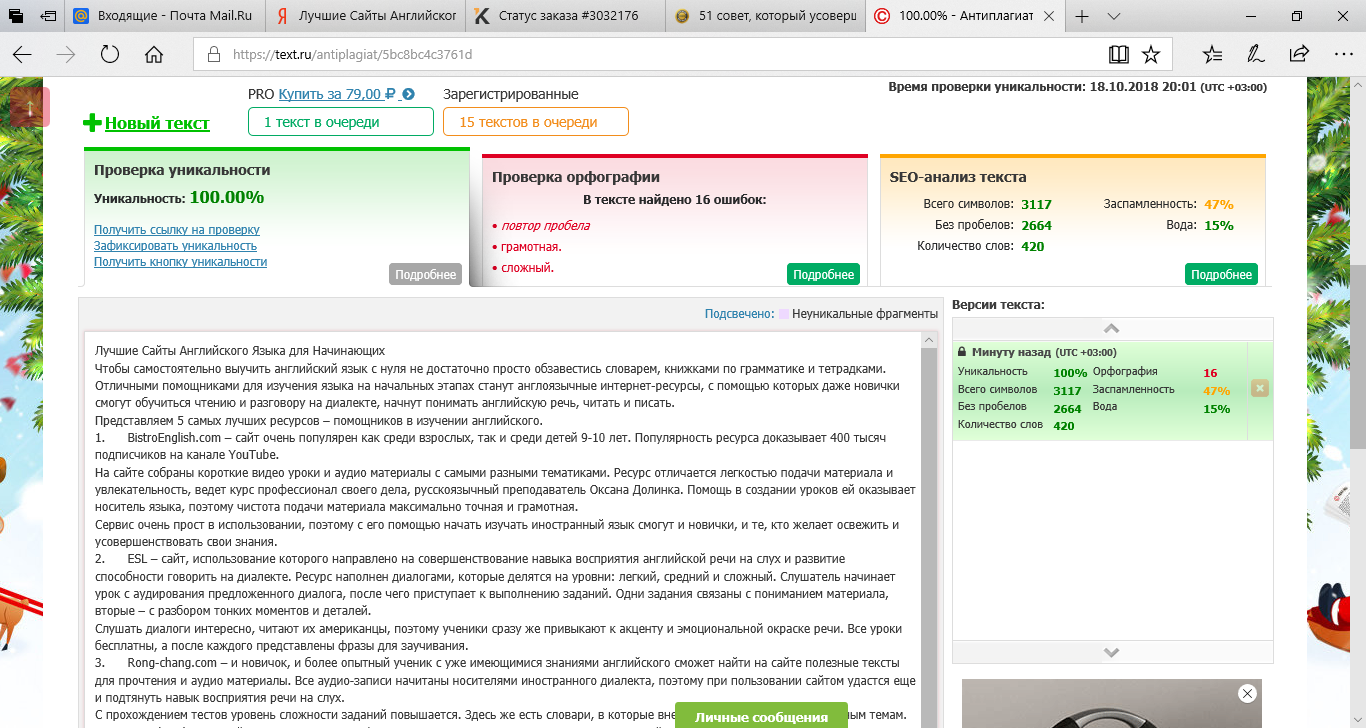 Входящие - Почта Mail.Ru
Лучшие Сайты Английског
Статус заказа #3032176
51 совет, который усоверш
100.00% - Антиплагиат
https://text.ru/antiplagiat/5bc8bc4c3761d
PRO Купить за 79,00 ₽
Зарегистрированные
Время проверки уникальности: 18.10.2018 20:01 (UTC +03:00)
Новый текст
1 текст в очереди
15 текстов в очереди
Проверка уникальности
Уникальность: 100.00%
Получить ссылку на проверку
Зафиксировать уникальность
Получить кнопку уникальности
Подробнее
Проверка орфографии
В тексте найдено 16 ошибок:
• повтор пробела
• грамотная.
• сложный.
Подробнее
SEO-анализ текста
Всего символов: 3117 Заспамленность: 47%
Без пробелов: 2664 Вода: 15%
Количество слов: 420
Подробнее
Подсвечено: Неуникальные фрагменты
Лучшие Сайты Английского Языка для Начинающих
Чтобы самостоятельно выучить английский язык с нуля не достаточно просто обзавестись словарем, книжками по грамматике и тетрадками.
Отличными помощниками для изучения языка на начальных этапах станут англоязычные интернет-ресурсы, с помощью которых даже новички
смогут обучиться чтению и разговору на диалекте, начнут понимать английскую речь, читать и писать.
Представляем 5 самых лучших ресурсов – помощников в изучении английского.
1. BistroEnglish.com – сайт очень популярен как среди взрослых, так и среди детей 9-10 лет. Популярность ресурса доказывает 400 тысяч
подписчиков на канале YouTube.
На сайте собраны короткие видео уроки и аудио материалы с самыми разными тематиками. Ресурс отличается легкостью подачи материала и
увлекательность, ведет курс профессионал своего дела, русскоязычный преподаватель Оксана Долинка. Помощь в создании уроков ей оказывает
носитель языка, поэтому чистота подачи материала максимально точная и грамотная.
Сервис очень прост в использовании, поэтому с его помощью начать изучать иностранный язык смогут и новички, и те, кто желает освежить и
усовершенствовать свои знания.
2. ESL – сайт, использование которого направлено на совершенствование навыка восприятия английской речи на слух и развитие
способности говорить на диалекте. Ресурс наполнен диалогами, которые делятся на уровни: легкий, средний и сложный. Слушатель начинает
урок с аудирования предложенного диалога, после чего приступает к выполнению заданий. Одни задания связаны с пониманием материала,
вторые – с разбором тонких моментов и деталей.
Слушать диалоги интересно, читают их американцы, поэтому ученики сразу же привыкают к акценту и эмоциональной окраске речи. Все уроки
бесплатны, а после каждого представлены фразы для заучивания.
3. Rong-chang.com – и новичок, и более опытный ученик с уже имеющимися знаниями английского сможет найти на сайте полезные тексты
для прочтения и аудио материалы. Все аудио-записи начитаны носителями иностранного диалекта, поэтому при пользовании сайтом удастся еще
и подтянуть навык восприятия речи на слух.
С прохождением тестов уровень сложности заданий повышается. Здесь же есть словари, в которые вне
ным темам.
Личные сообщения
Версии текста:
Минуту назад (UTC +03:00)
Уникальность 100% Орфография 16
Всего символов 3117 Заспамленность 47%
Без пробелов 2664 Вода 15%
Количество слов 420